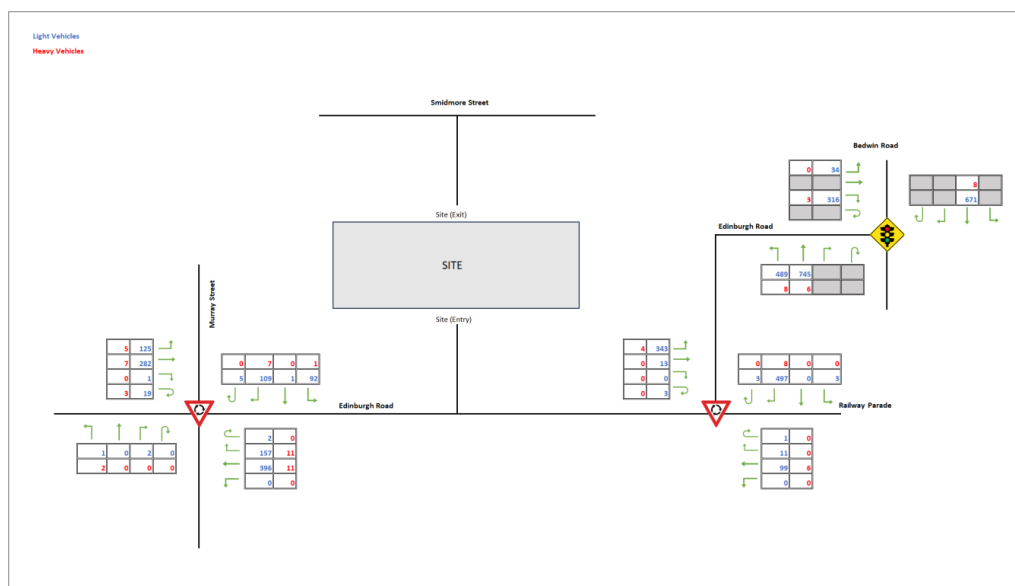 Light Vehicles
Heavy Vehicles
Smidmore Street
Bedwin Road
0 34
3 316
8
671
Site (Exit)
Edinburgh Road
SITE
489 745
8 6
Murray Street
Site (Entry)
5 125
7 282
0 1
3 19
0 7 0 1
5 109 1 92
4 343
0 13
0 0
0 3
0 8 0 0
3 497 0 3
Edinburgh Road
Railway Parade
1 0 2 0
2 0 0 0
2 0
157 11
396 11
0 0
1 0
11 0
99 6
0 0